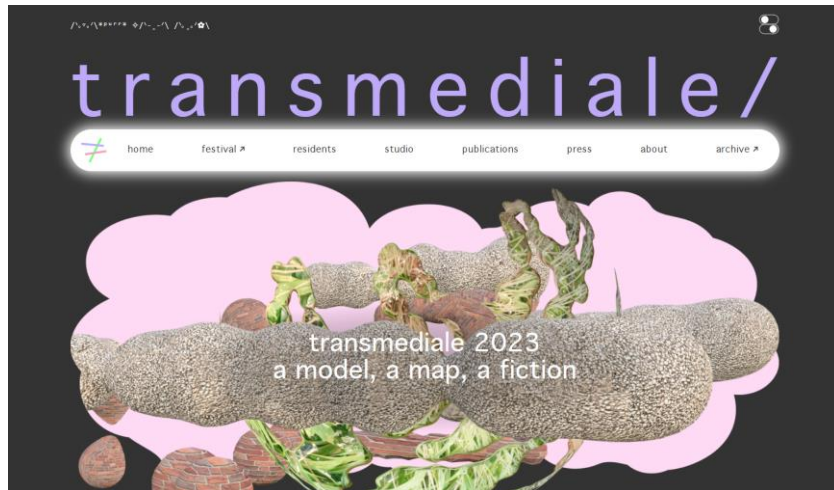 transmediale/
home festival ↗ residents studio publications press about archive ↗
transmediale 2023
a model, a map, a fiction